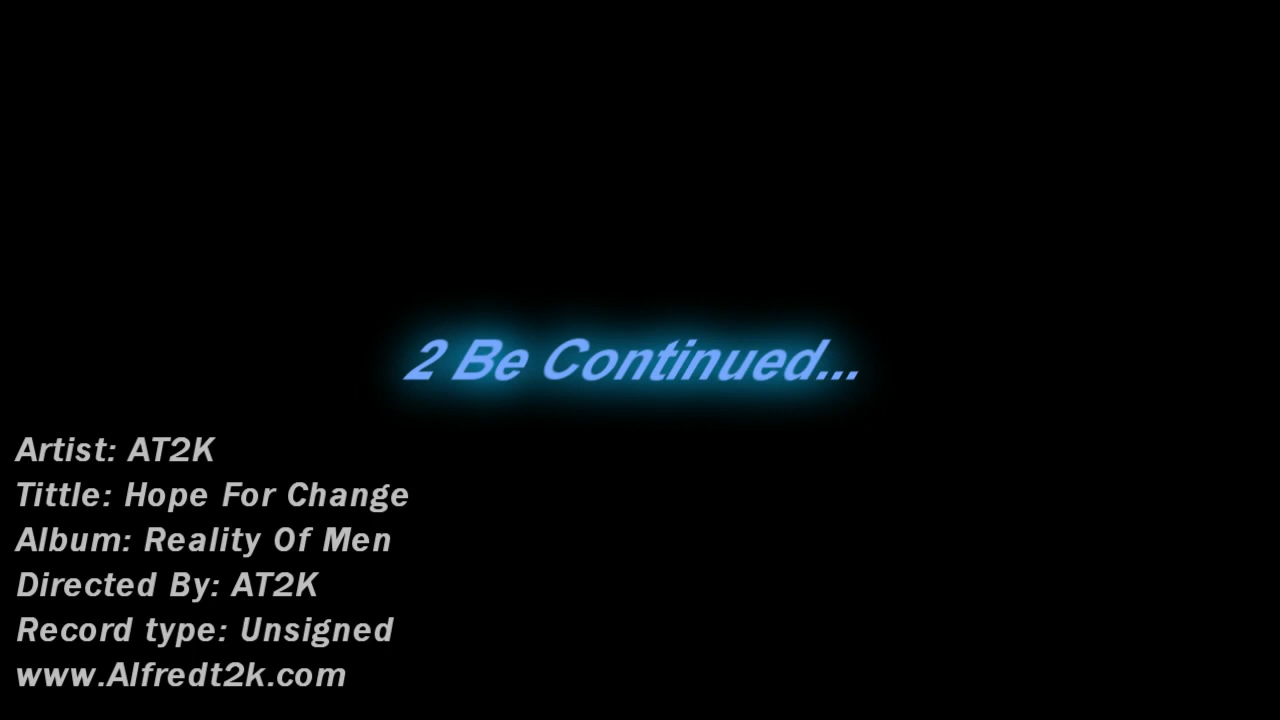 2 Be Continued...
Artist: AT2K
Tittle: Hope For Change
Album: Reality Of Men
Directed By: AT2K
Record type: Unsigned
www.Alfredt2k.com